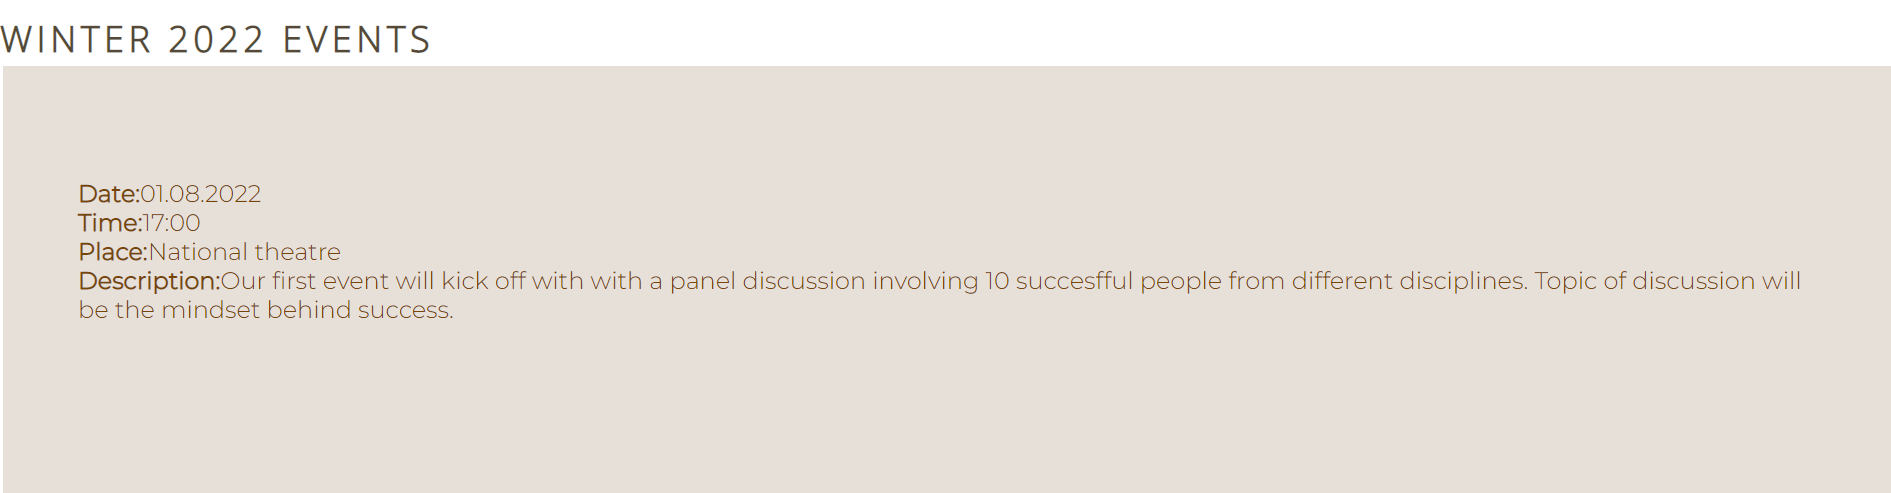 WINTER 2022 EVENTS
Date:01.08.2022
Time:17:00
Place:National theatre
Description:Our first event will kick off with with a panel discussion involving 10 succesfful people from different disciplines. Topic of discussion will
be the mindset behind success.